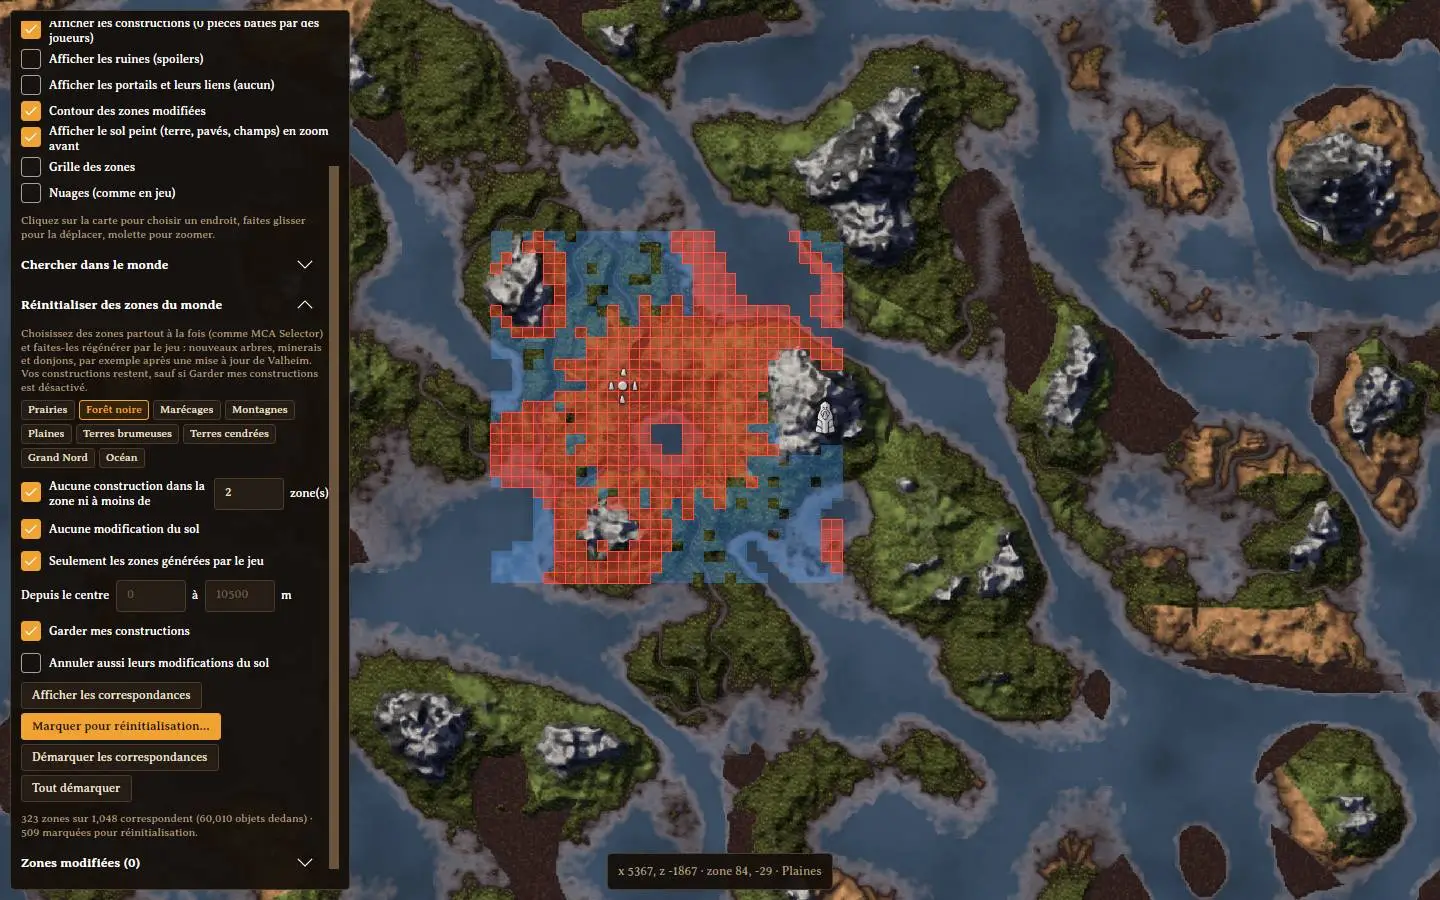 Afficher les constructions (0 pièces bâties par des
joueurs)
Afficher les ruines (spoilers)
Afficher les portails et leurs liens (aucun)
Contour des zones modifiées
Afficher le sol peint (terre, pavés, champs) en zoom
avant
Grille des zones
Nuages (comme en jeu)
Cliquez sur la carte pour choisir un endroit, faites glisser
pour la déplacer, molette pour zoomer.
Chercher dans le monde
Réinitialiser des zones du monde
Choisissez des zones partout à la fois (comme MCA Selector)
et faites-les régénérer par le jeu : nouveaux arbres, minerais
et donjons, par exemple après une mise à jour de Valheim.
Vos constructions restent, sauf si Garder mes constructions
est désactivé.
Prairies
Forêt noire
Marécages
Montagnes
Plaines
Terres brumeuses
Terres cendrées
Grand Nord
Océan
Aucune construction dans la
zone ni à moins de
2
zone(s)
Aucune modification du sol
Seulement les zones générées par le jeu
Depuis le centre 0 à 10500 m
Garder mes constructions
Annuler aussi leurs modifications du sol
Afficher les correspondances
Marquer pour réinitialisation...
Démarquer les correspondances
Tout démarquer
323 zones sur 1,048 correspondent (60,010 objets dedans) ·
509 marquées pour réinitialisation.
Zones modifiées (0)
x 5367, z -1867 · zone 84, -29 · Plaines